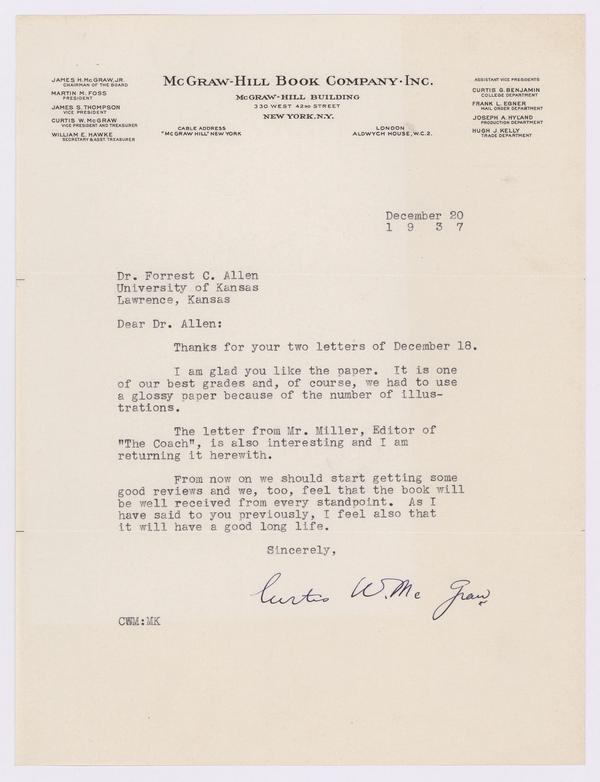 JAMES H. McGRAW, JR.
CHAIRMAN OF THE BOARD
MARTIN M. FOSS
PRESIDENT
JAMES S. THOMPSON
VICE PRESIDENT
CURTIS W. McGRAW
VICE PRESIDENT AND TREASURER
WILLIAM E. HAWKE
SECRETARY & ASST. TREASURER
McGRAW-HILL BOOK COMPANY·INC.
McGRAW-HILL BUILDING
330 WEST 42ND STREET
NEW YORK, N.Y.
CABLE ADDRESS
"McGRAW HILL" NEW YORK
LONDON
ALDWYCH HOUSE, W.C.2.
ASSISTANT VICE PRESIDENTS
CURTIS G. BENJAMIN
COLLEGE DEPARTMENT
FRANK L. EGNER
MAIL ORDER DEPARTMENT
JOSEPH A. HYLAND
PRODUCTION DEPARTMENT
HUGH J. KELLY
TRADE DEPARTMENT
December 20
1 9 3 7
Dr. Forrest C. Allen
University of Kansas
Lawrence, Kansas
Dear Dr. Allen:
Thanks for your two letters of December 18.
I am glad you like the paper. It is one
of our best grades and, of course, we had to use
a glossy paper because of the number of illus-
trations.
The letter from Mr. Miller, Editor of
"The Coach", is also interesting and I am
returning it herewith.
From now on we should start getting some
good reviews and we, too, feel that the book will
be well received from every standpoint. As I
have said to you previously, I feel also that
it will have a good long life.
Sincerely,
Curtis W. Mc Graw
CWM:MK